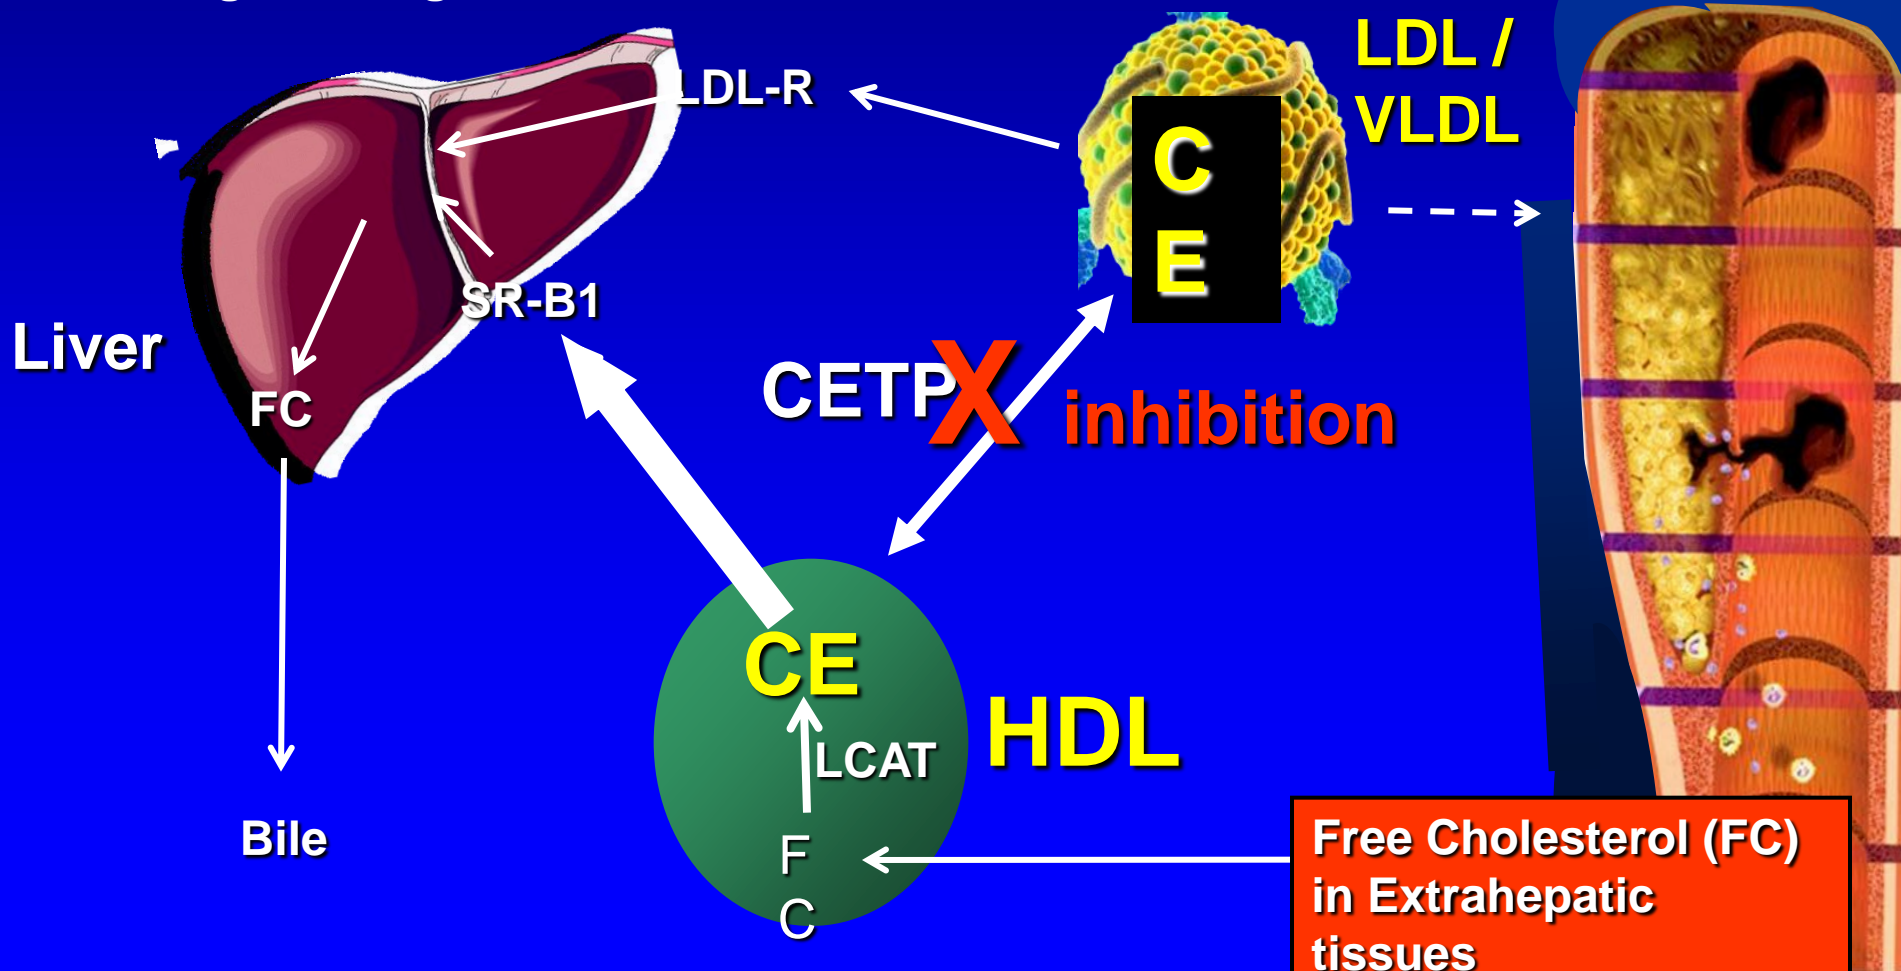 LDL-R
LDL /
VLDL
C
E
SR-B1
Liver
FC
CETP
X
inhibition
CE
LCAT
HDL
F
C
Bile
Free Cholesterol (FC)
in Extrahepatic
tissues